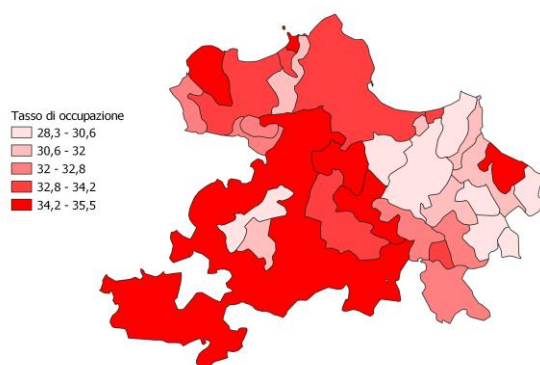 Tasso di occupazione
28,3 - 30,6
30,6 - 32
32 - 32,8
32,8 - 34,2
34,2 - 35,5